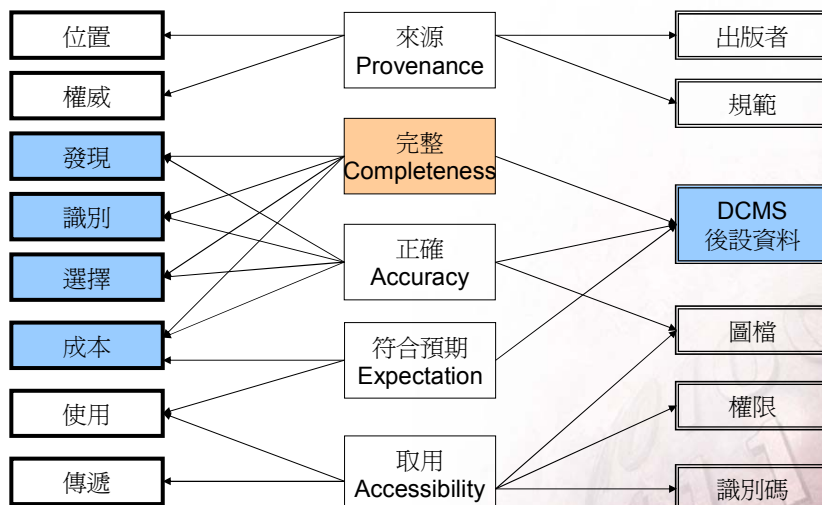 位置
權威
發現
識別
選擇
成本
使用
傳遞
來源
Provenance
完整
Completeness
正確
Accuracy
符合預期
Expectation
取用
Accessibility
出版者
規範
DCMS
後設資料
圖檔
權限
識別碼